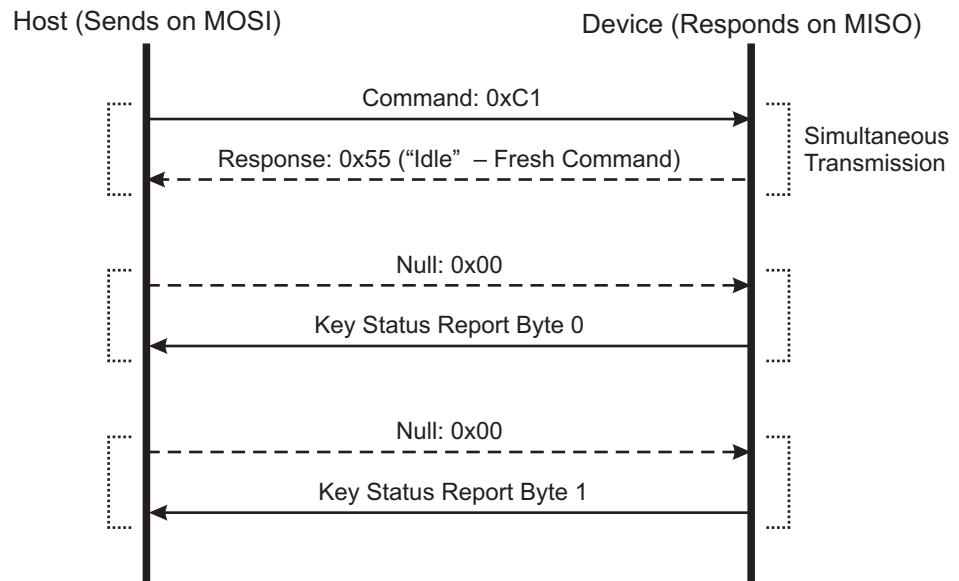 Host (Sends on MOSI)
Device (Responds on MISO)
Command: 0xC1
Response: 0x55 (“Idle” – Fresh Command)
Simultaneous
Transmission
Null: 0x00
Key Status Report Byte 0
Null: 0x00
Key Status Report Byte 1